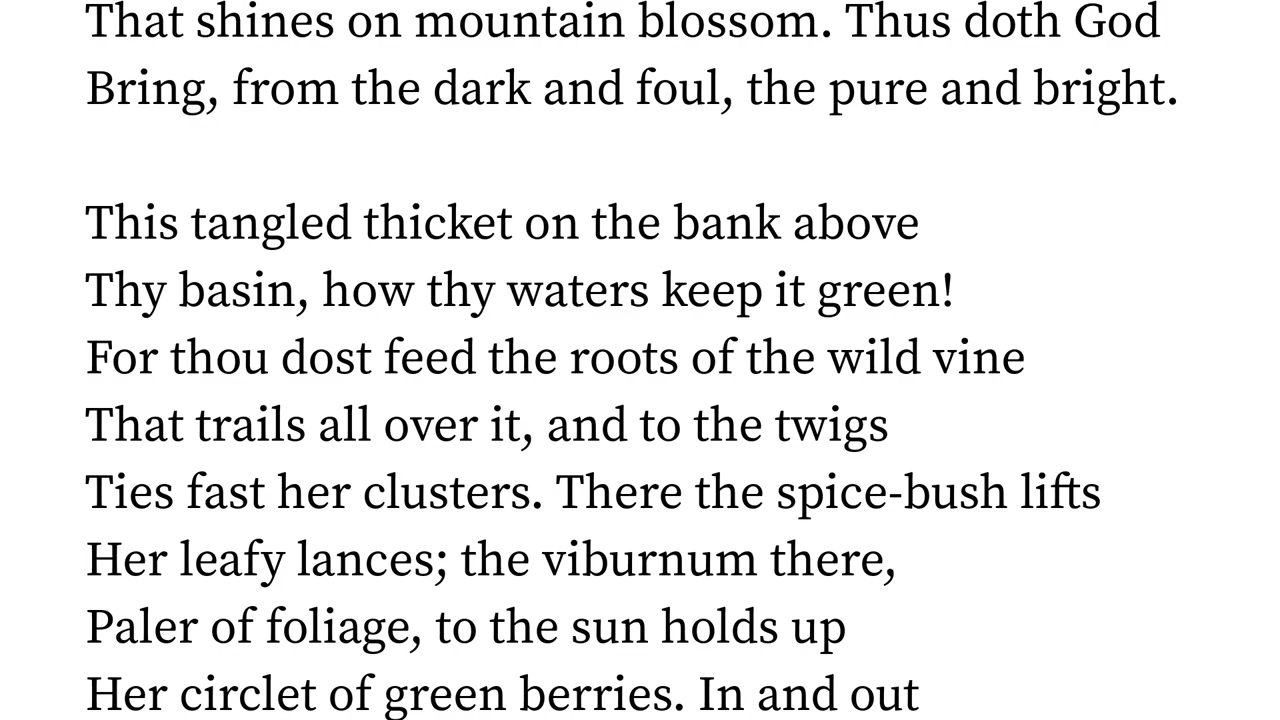 That shines on mountain blossom. Thus doth God
Bring, from the dark and foul, the pure and bright.
This tangled thicket on the bank above
Thy basin, how thy waters keep it green!
For thou dost feed the roots of the wild vine
That trails all over it, and to the twigs
Ties fast her clusters. There the spice-bush lifts
Her leafy lances; the viburnum there,
Paler of foliage, to the sun holds up
Her circlet of green berries. In and out